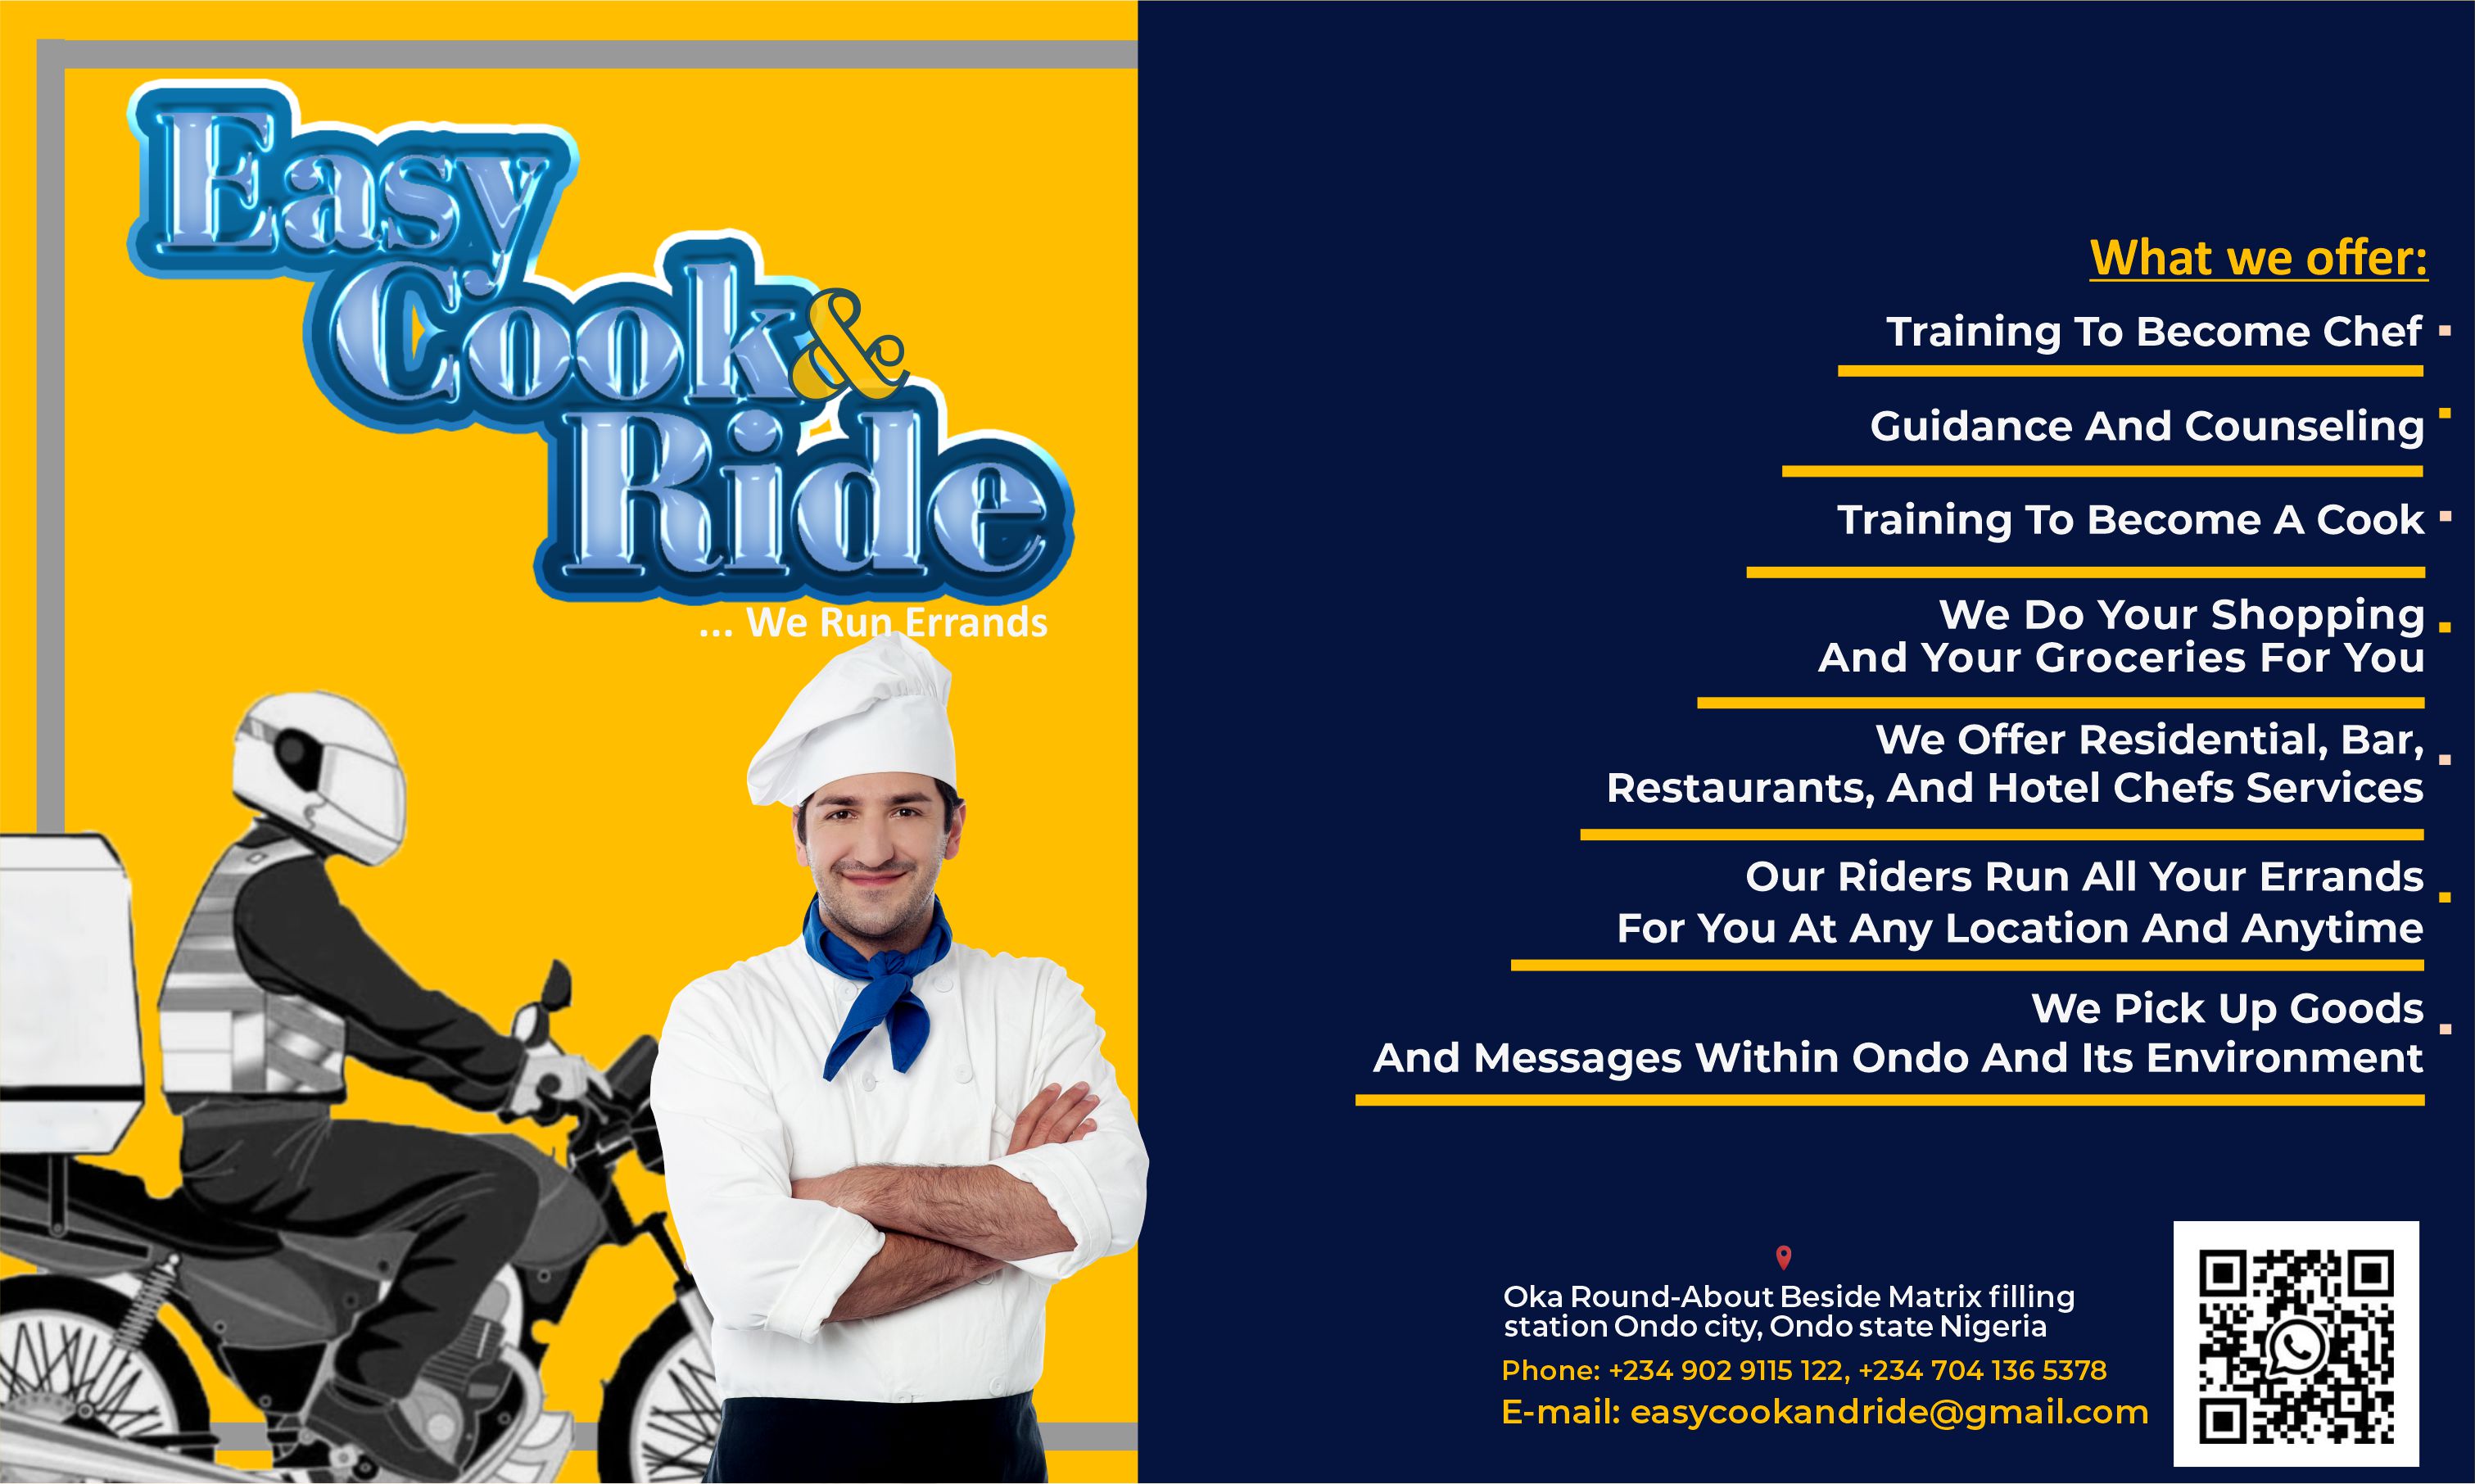 Easy
Cook &
Ride
... We Run Errands
What we offer:
Training To Become Chef
Guidance And Counseling
Training To Become A Cook
We Do Your Shopping
And Your Groceries For You
We Offer Residential, Bar,
Restaurants, And Hotel Chefs Services
Our Riders Run All Your Errands
For You At Any Location And Anytime
We Pick Up Goods
And Messages Within Ondo And Its Environment
Oka Round-About Beside Matrix filling
station Ondo city, Ondo state Nigeria
Phone: +234 902 9115 122, +234 704 136 5378
E-mail: easycookandride@gmail.com